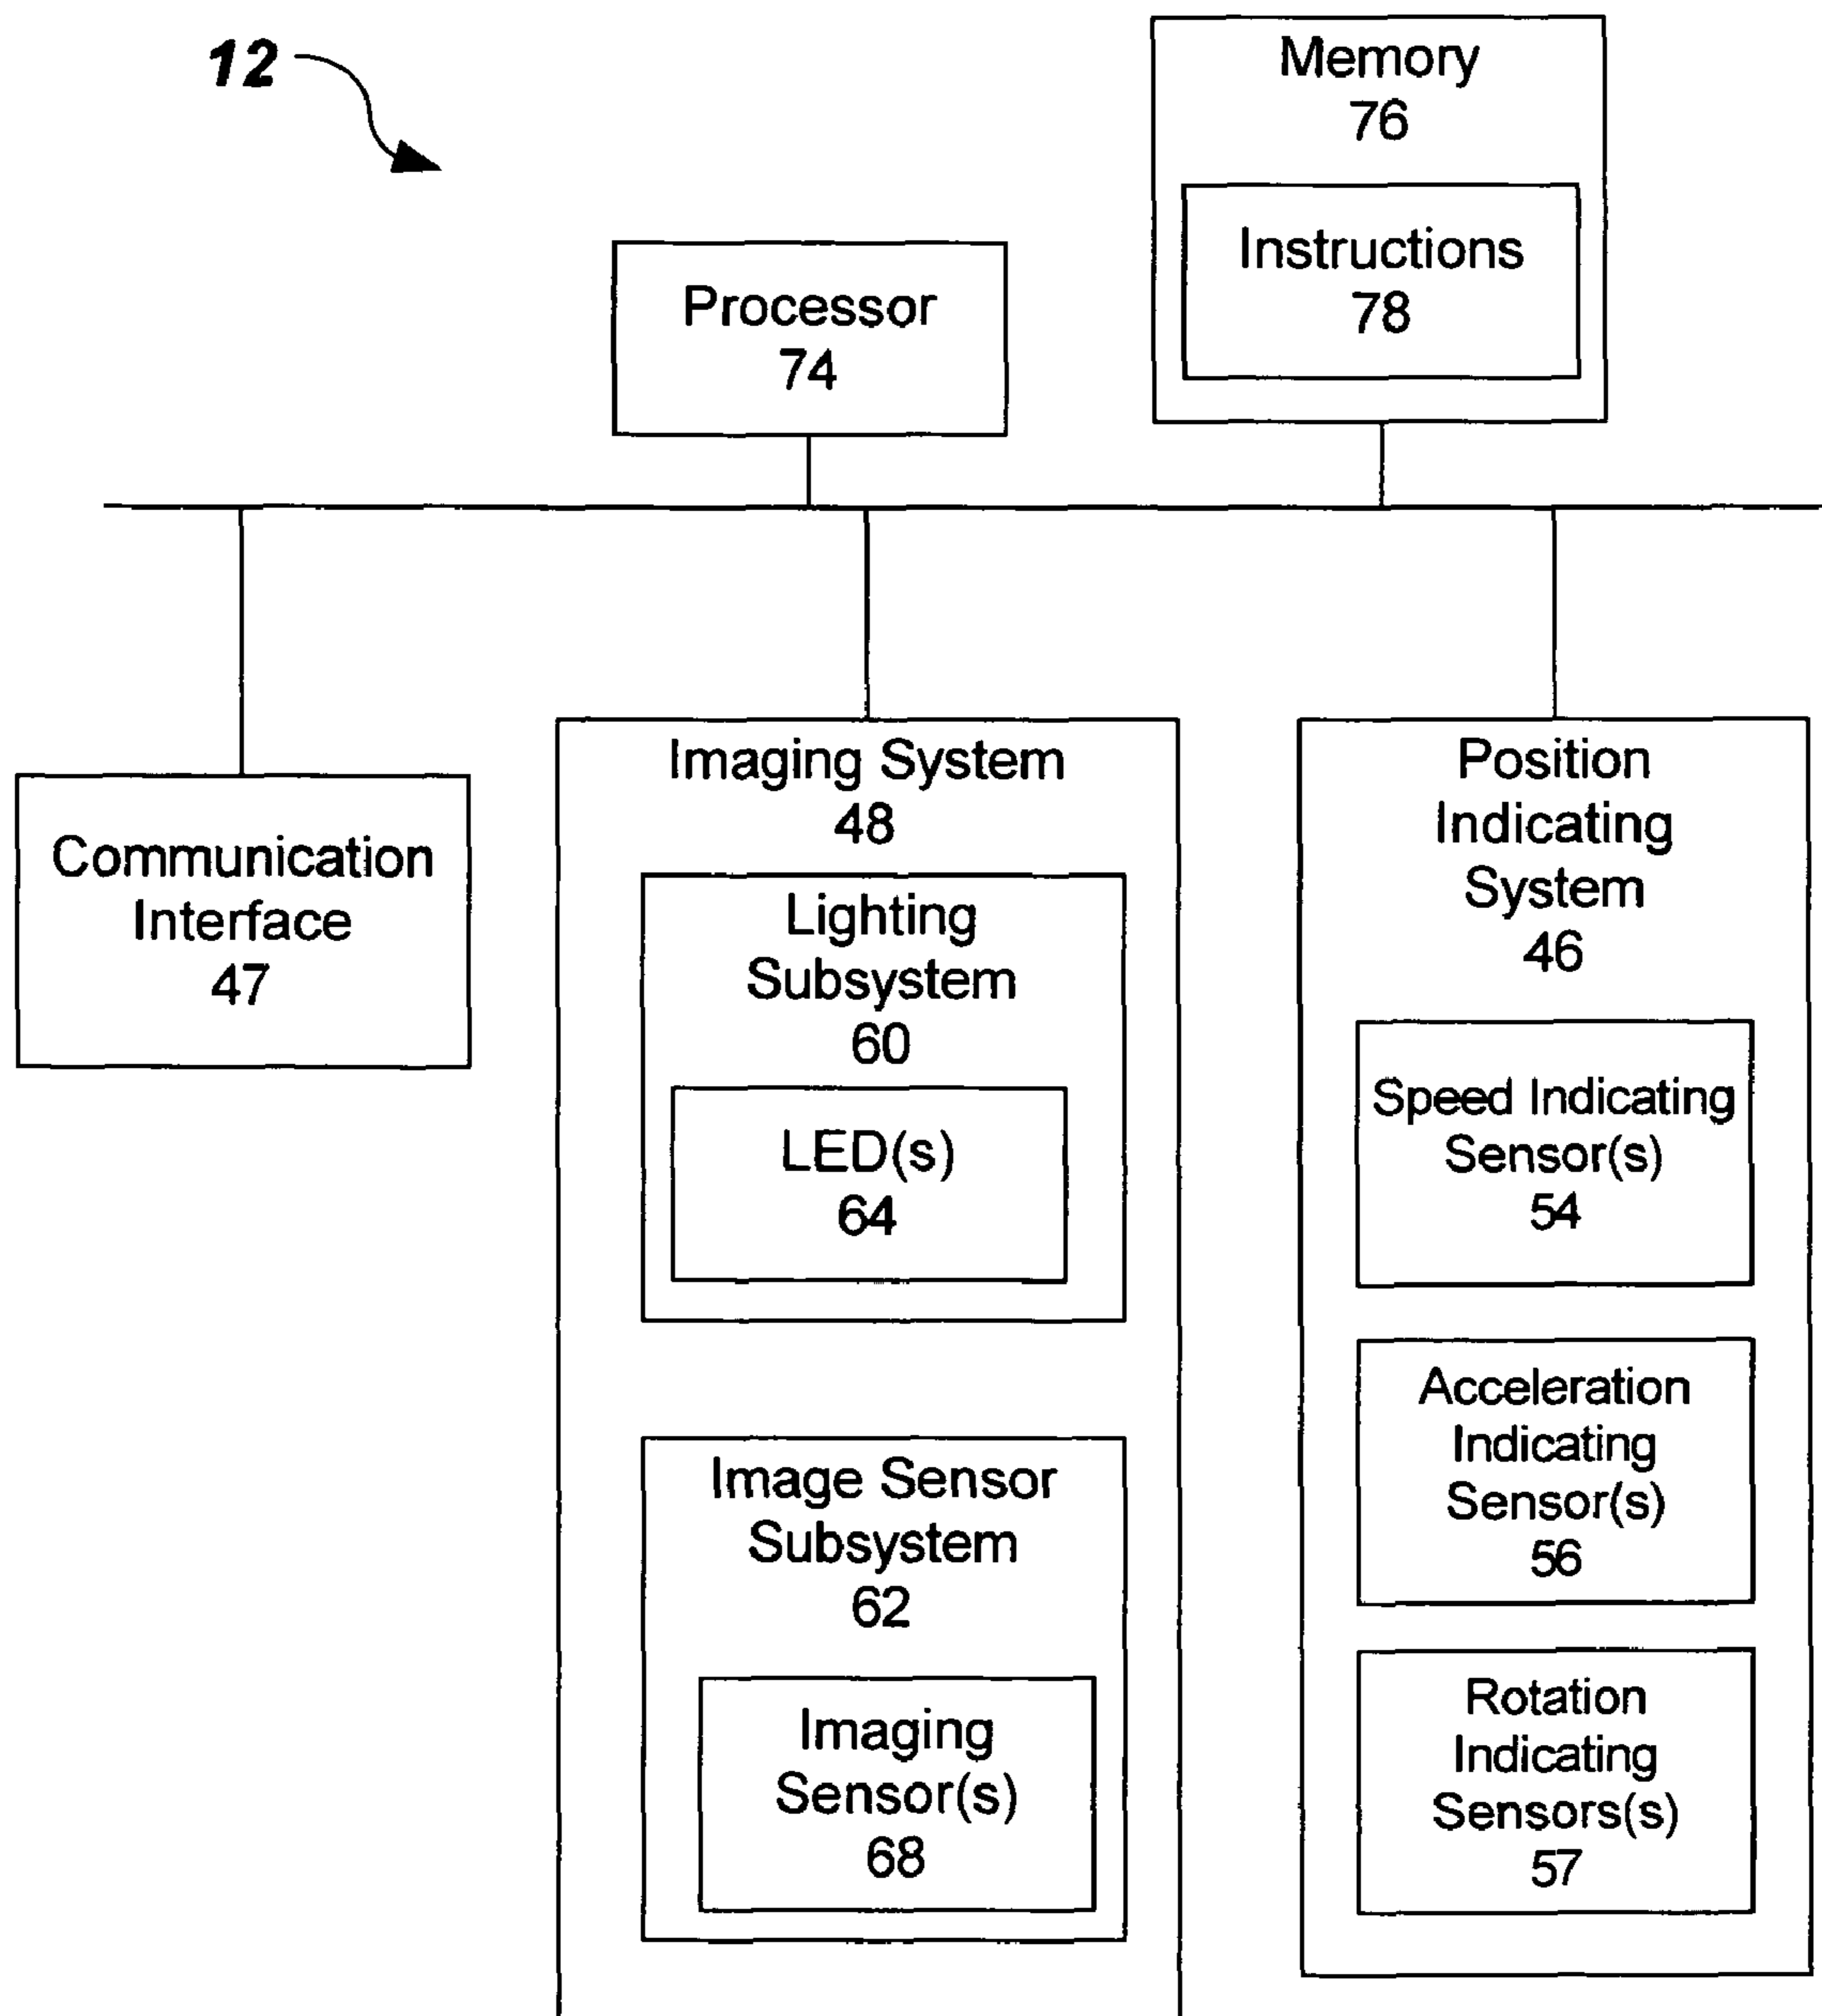 12
Memory
76
Instructions
78
Processor
74
Communication
Interface
47
Imaging System
48
Lighting
Subsystem
60
LED(s)
64
Image Sensor
Subsystem
62
Imaging
Sensor(s)
68
Position
Indicating
System
46
Speed Indicating
Sensor(s)
54
Acceleration
Indicating
Sensor(s)
56
Rotation
Indicating
Sensors(s)
57